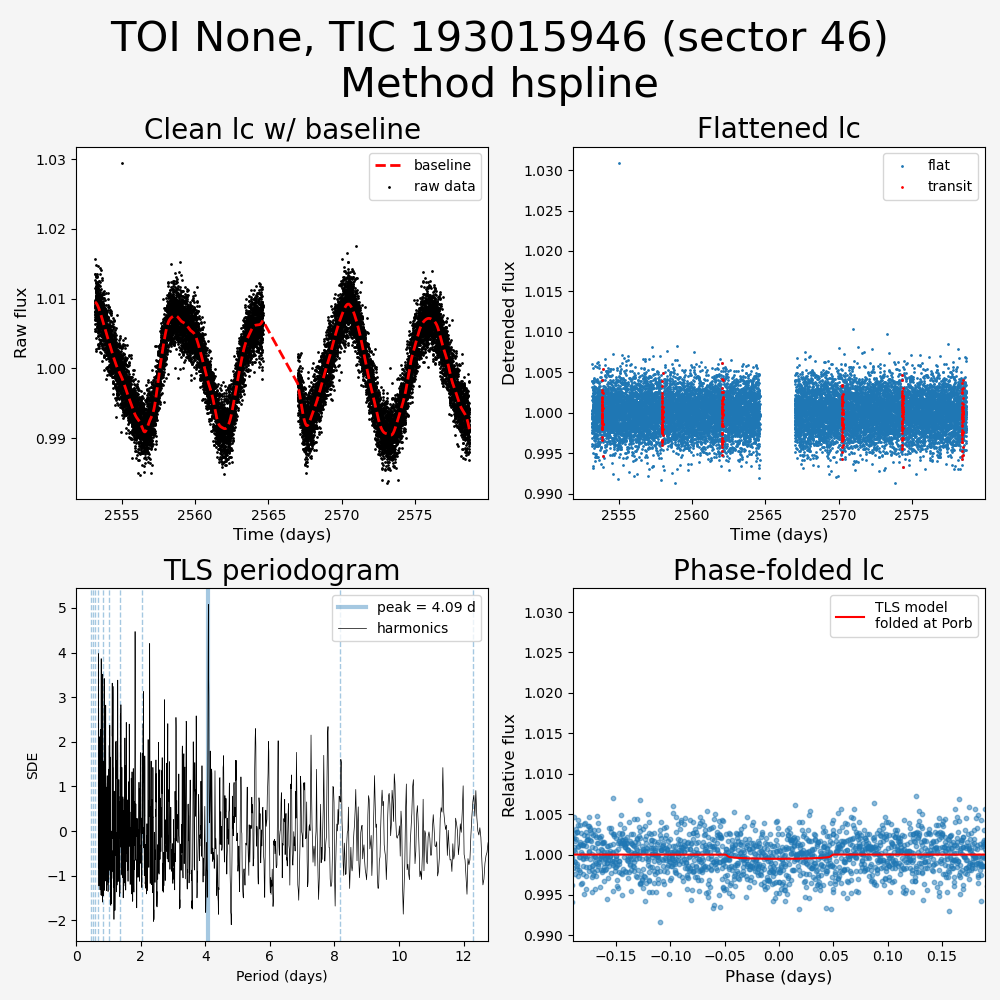 TOI None, TIC 193015946 (sector 46)
Method hspline
Clean lc w/ baseline
Flattened lc
1.03
1.02
1.01
1.00
0.99
Raw flux
baseline
raw data
2555
2560
2565
2570
2575
Time (days)
1.030
1.025
1.020
1.015
1.010
1.005
1.000
0.995
0.990
Detrended flux
flat
transit
2555
2560
2565
2570
2575
Time (days)
TLS periodogram
Phase-folded lc
5
4
3
2
1
0
−1
−2
SDE
peak = 4.09 d
harmonics
0
2
4
6
8
10
12
Period (days)
1.030
1.025
1.020
1.015
1.010
1.005
1.000
0.995
0.990
Relative flux
TLS model
folded at Porb
−0.15
−0.10
−0.05
0.00
0.05
0.10
0.15
Phase (days)